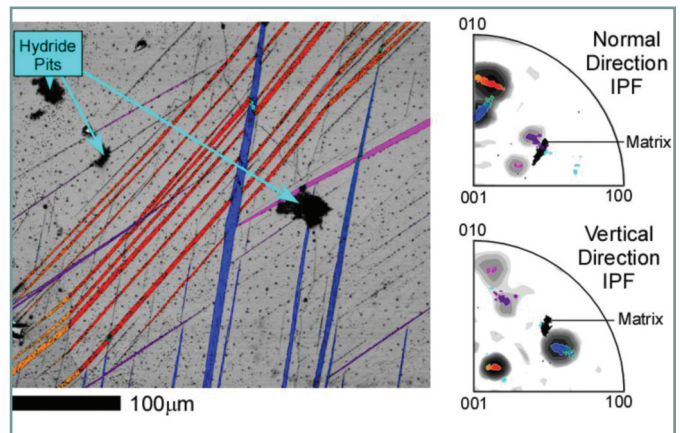 Hydride
Pits
100µm
010
Normal
Direction
IPF
Matrix
001
100
010
Vertical
Direction
IPF
Matrix
001
100